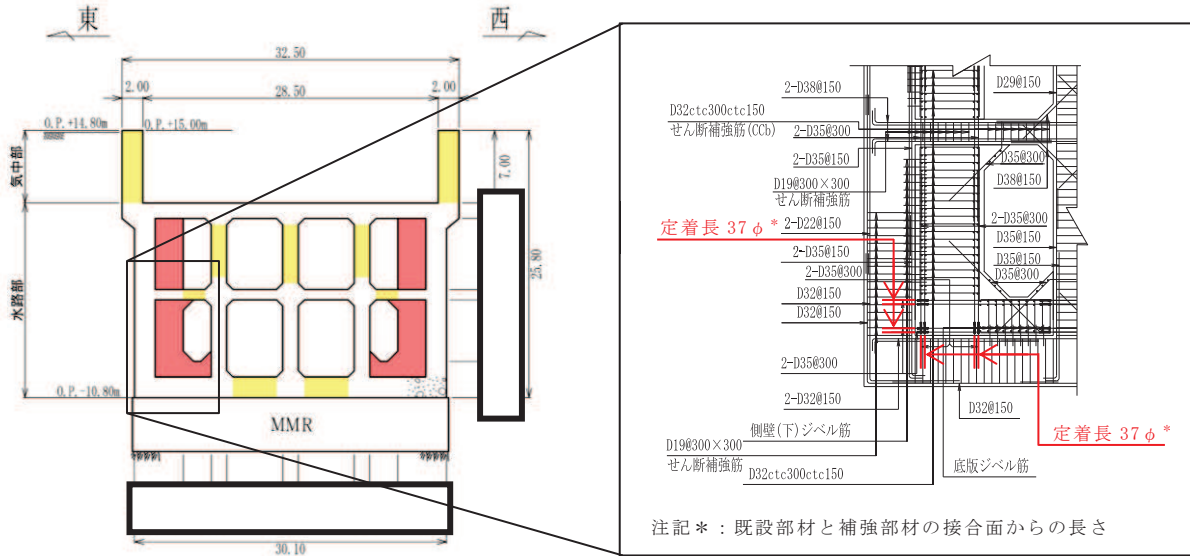 東
西
32.50
2.00
28.50
2.00
O.P.+14.80m
O.P.+15.00m
気中部
水路部
7.00
25.80
O.P.-10.80m
MMR
30.10
2-D38@150
D29@150
D32ctc300ctc150
せん断補強筋(CCb)
2-D35@300
2-D35@150
D35@300
D19@300×300
せん断補強筋
D38@150
定着長 37φ*
2-D22@150
2-D35@300
2-D35@150
D35@150
2-D35@300
D35@150
D35@300
D32@150
D32@150
2-D35@300
2-D32@150
D32@150
側壁(下)ジベル筋
定着長 37φ*
D19@300×300
せん断補強筋
D32ctc300ctc150
底版ジベル筋
注記*：既設部材と補強部材の接合面からの長さ